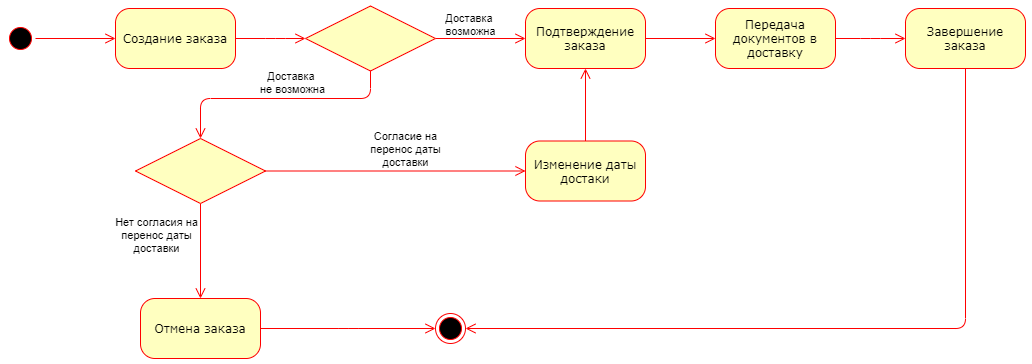 Создание заказа
Доставка
возможна
Подтверждение
заказа
Передача
документов в
доставку
Завершение
заказа
Доставка
не возможна
Согласие на
перенос даты
доставки
Изменение даты
достаки
Нет согласия на
перенос даты
доставки
Отмена заказа